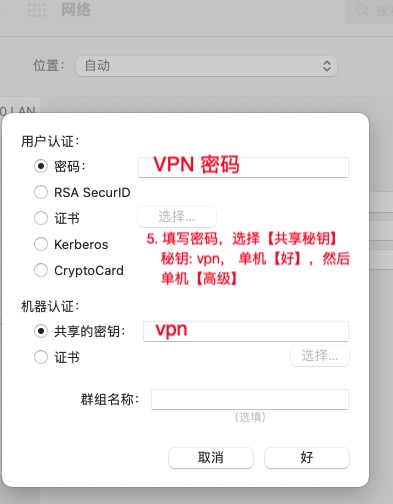 网络
位置： 自动
用户认证：
密码： VPN 密码
RSA SecurID
证书 选择...
Kerberos
CryptoCard
5. 填写密码，选择【共享秘钥】
秘钥: vpn， 单机【好】，然后
单机【高级】
机器认证：
共享的密钥： vpn
证书 选择...
群组名称：
(选填)
取消 好